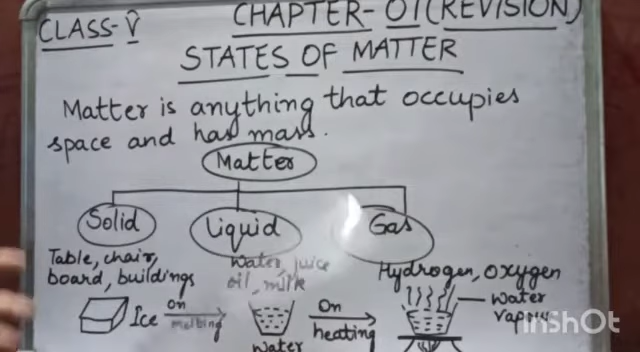 CLASS-V
CHAPTER-01(REVISION)
STATES OF MATTER
Matter is anything that occupies
space and has mass.
Matter
Solid Liquid Gas
Table, chair,
board, buildings
Water, juice
oil, milk
Hydrogen, Oxygen
Ice
On
melting
water
On
heating
water
vapour
InShOt